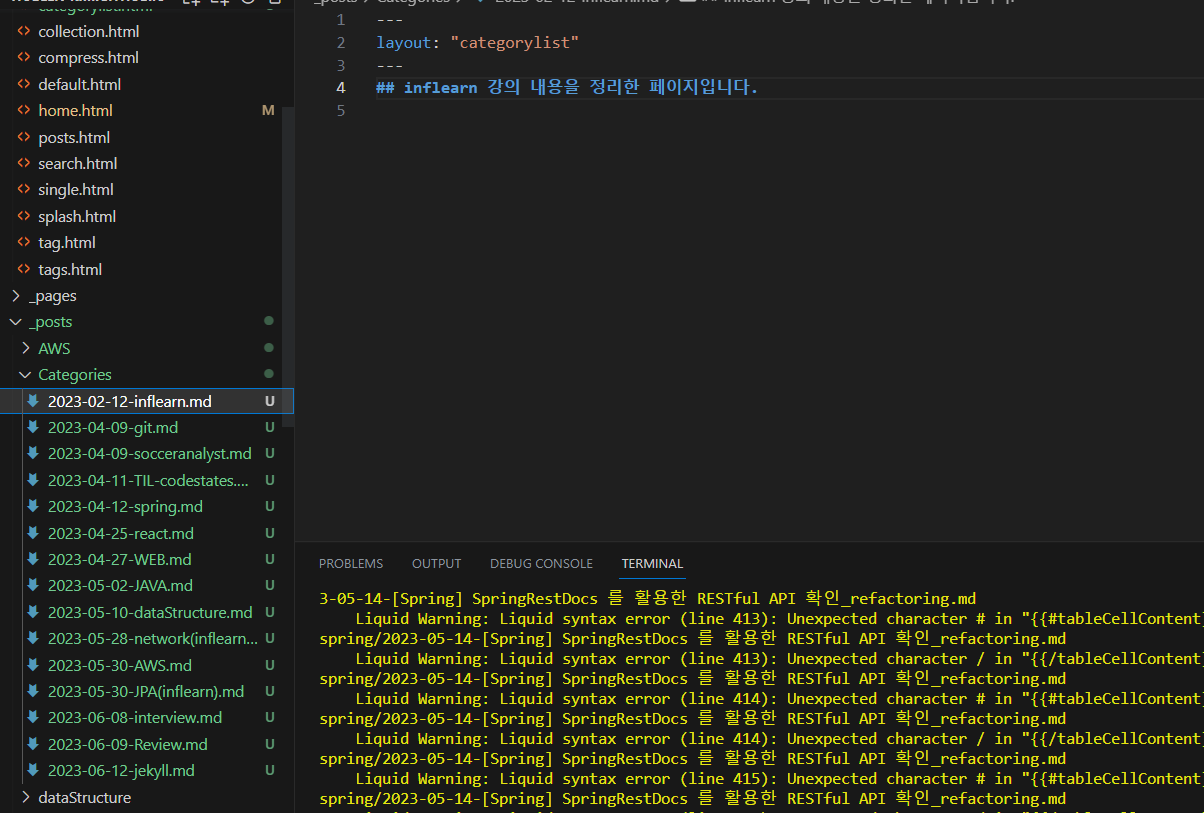 collection.html
compress.html
default.html
home.html M
posts.html
search.html
single.html
splash.html
tag.html
tags.html
_pages
_posts
AWS
Categories
2023-02-12-inflearn.md U
2023-04-09-git.md U
2023-04-09-socceranalyst.md U
2023-04-11-TIL-codestates.... U
2023-04-12-spring.md U
2023-04-25-react.md U
2023-04-27-WEB.md U
2023-05-02-JAVA.md U
2023-05-10-dataStructure.md U
2023-05-28-network(inflearn... U
2023-05-30-AWS.md U
2023-05-30-JPA(inflearn).md U
2023-06-08-interview.md U
2023-06-09-Review.md U
2023-06-12-jekyll.md U
dataStructure
1 ---
2 layout: "categorylist"
3 ---
4 ## inflearn 강의 내용을 정리한 페이지입니다.
5
PROBLEMS OUTPUT DEBUG CONSOLE TERMINAL
3-05-14-[Spring] SpringRestDocs 를 활용한 RESTful API 확인_refactoring.md
Liquid Warning: Liquid syntax error (line 413): Unexpected character # in "{{#tableCellContent
spring/2023-05-14-[Spring] SpringRestDocs 를 활용한 RESTful API 확인_refactoring.md
Liquid Warning: Liquid syntax error (line 413): Unexpected character / in "{{/tableCellContent
spring/2023-05-14-[Spring] SpringRestDocs 를 활용한 RESTful API 확인_refactoring.md
Liquid Warning: Liquid syntax error (line 414): Unexpected character # in "{{#tableCellContent
spring/2023-05-14-[Spring] SpringRestDocs 를 활용한 RESTful API 확인_refactoring.md
Liquid Warning: Liquid syntax error (line 414): Unexpected character / in "{{/tableCellContent
spring/2023-05-14-[Spring] SpringRestDocs 를 활용한 RESTful API 확인_refactoring.md
Liquid Warning: Liquid syntax error (line 415): Unexpected character # in "{{#tableCellContent
spring/2023-05-14-[Spring] SpringRestDocs 를 활용한 RESTful API 확인_refactoring.md